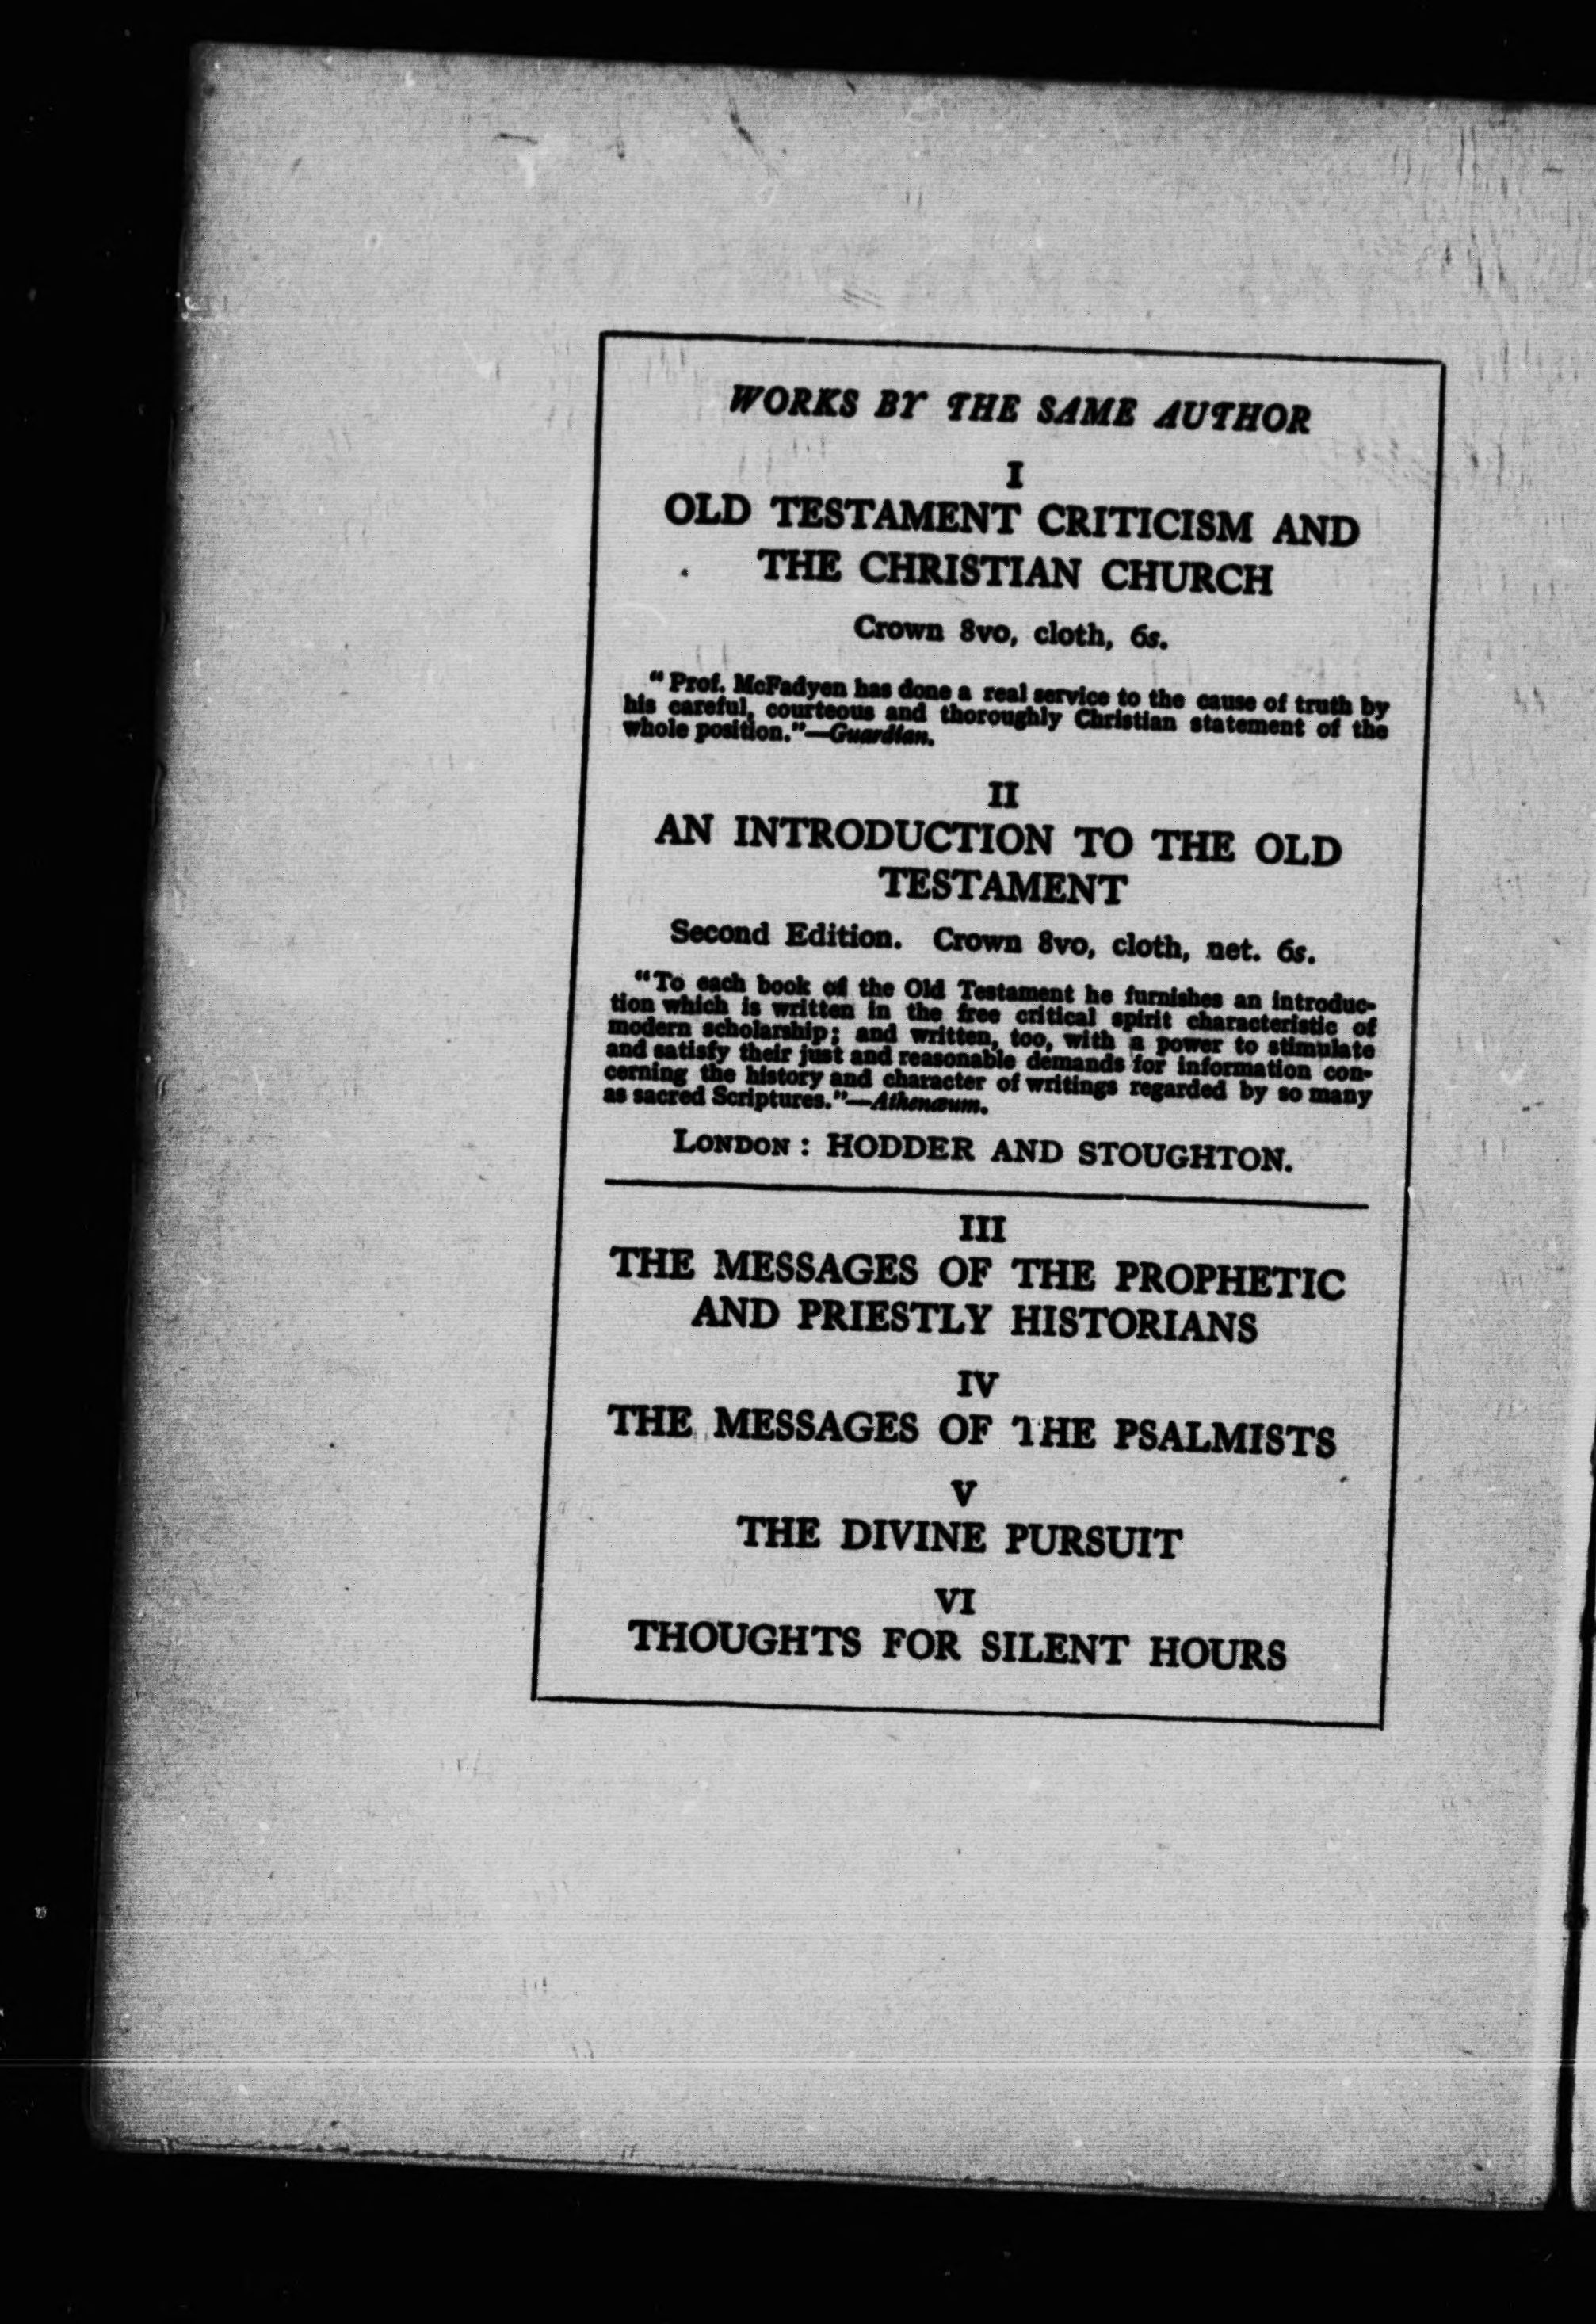 WORKS BY THE SAME AUTHOR
I
OLD TESTAMENT CRITICISM AND
THE CHRISTIAN CHURCH
Crown 8vo, cloth, 6s.
"Prof. McFadyen has done a real service to the cause of truth by
his careful, courteous and thoroughly Christian statement of the
whole position."—Guardian.
II
AN INTRODUCTION TO THE OLD
TESTAMENT
Second Edition. Crown 8vo, cloth, net. 6s.
"To each book of the Old Testament he furnishes an introduc-
tion which is written in the free critical spirit characteristic of
modern scholarship; and written, too, with a power to stimulate
and satisfy their just and reasonable demands for information con-
cerning the history and character of writings regarded by so many
as sacred Scriptures."—Athenæum.
LONDON: HODDER AND STOUGHTON.
III
THE MESSAGES OF THE PROPHETIC
AND PRIESTLY HISTORIANS
IV
THE MESSAGES OF THE PSALMISTS
V
THE DIVINE PURSUIT
VI
THOUGHTS FOR SILENT HOURS